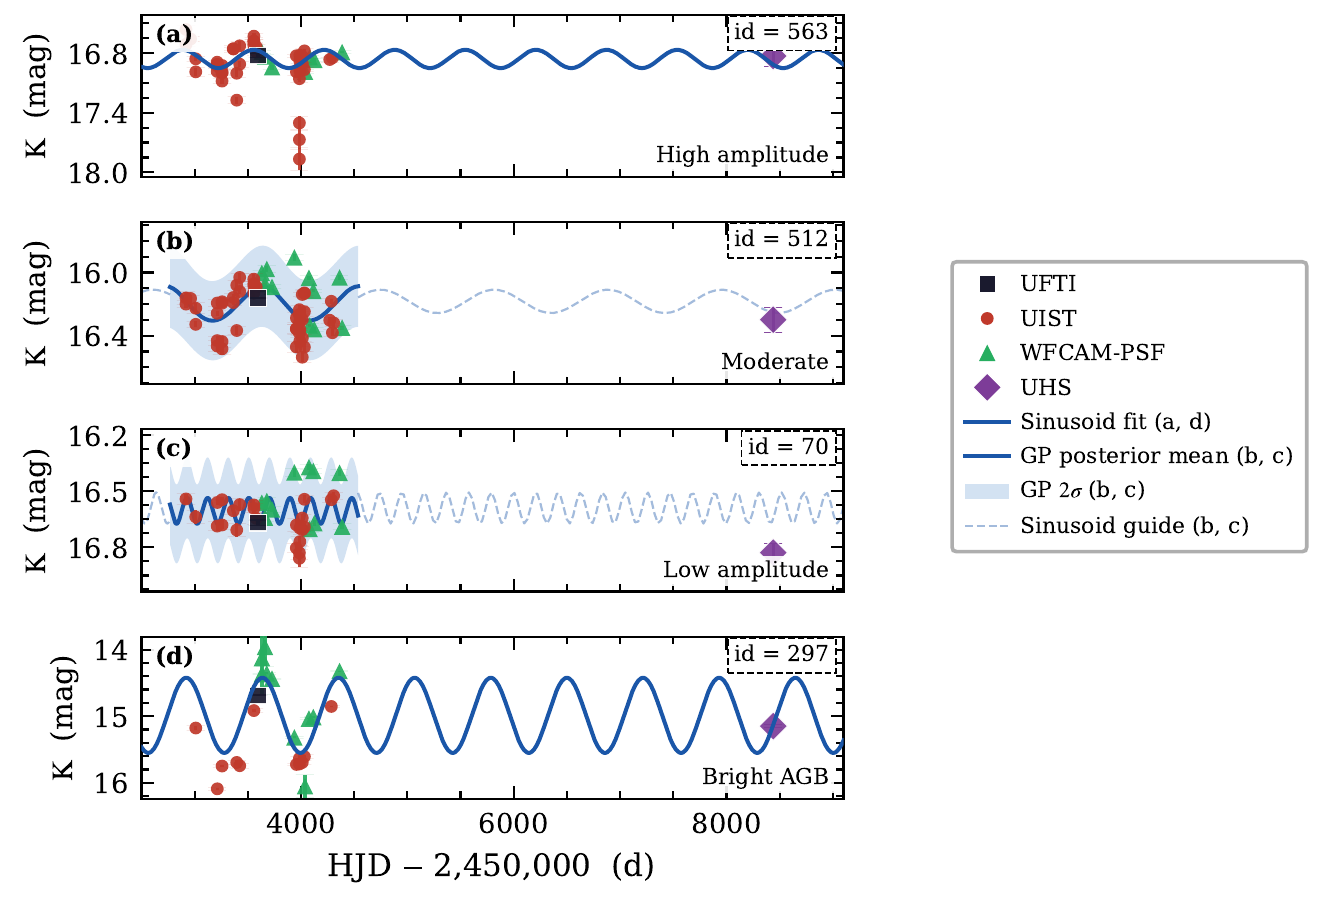 (a)
id = 563
16.8
17.4
18.0
K (mag)
High amplitude
(b)
id = 512
16.0
16.4
K (mag)
Moderate
(c)
id = 70
16.2
16.5
16.8
K (mag)
Low amplitude
(d)
id = 297
14
15
16
K (mag)
Bright AGB
4000
6000
8000
HJD − 2,450,000 (d)
UFTI
UIST
WFCAM-PSF
UHS
Sinusoid fit (a, d)
GP posterior mean (b, c)
GP 2σ (b, c)
Sinusoid guide (b, c)